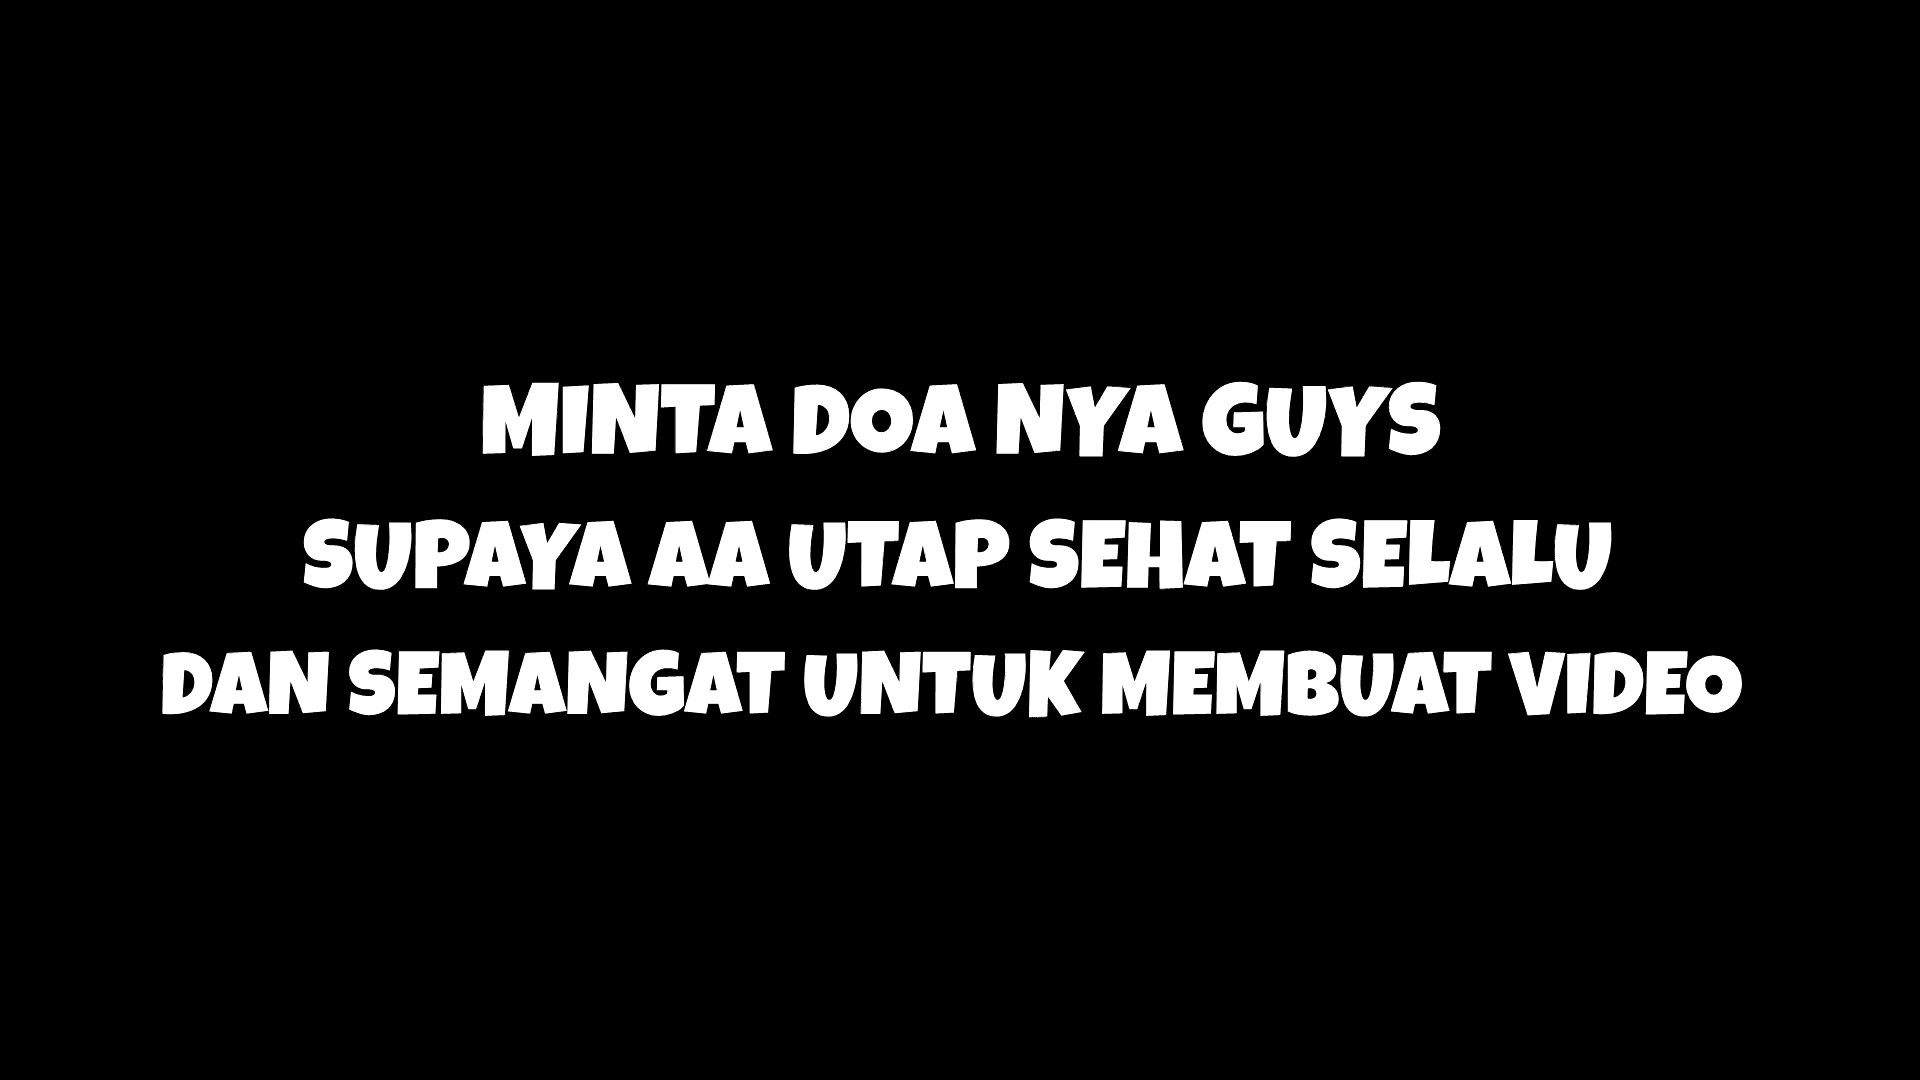 MINTA DOA NYA GUYS
SUPAYA AA UTAP SEHAT SELALU
DAN SEMANGAT UNTUK MEMBUAT VIDEO